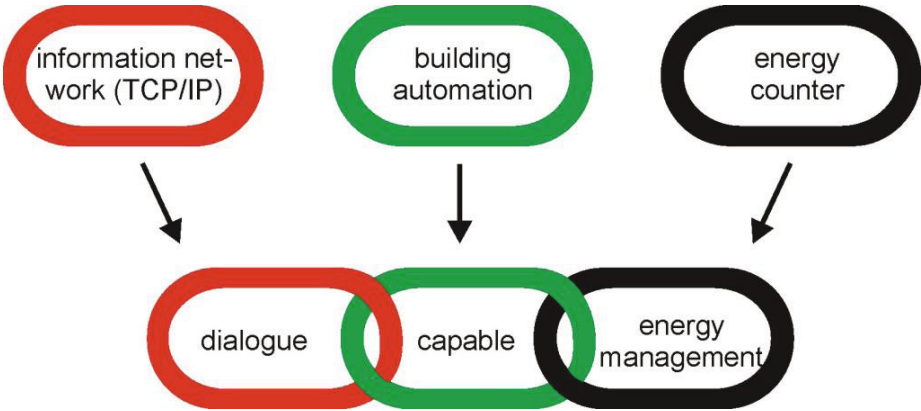 information net-
work (TCP/IP)
building
automation
energy
counter
dialogue
capable
energy
management